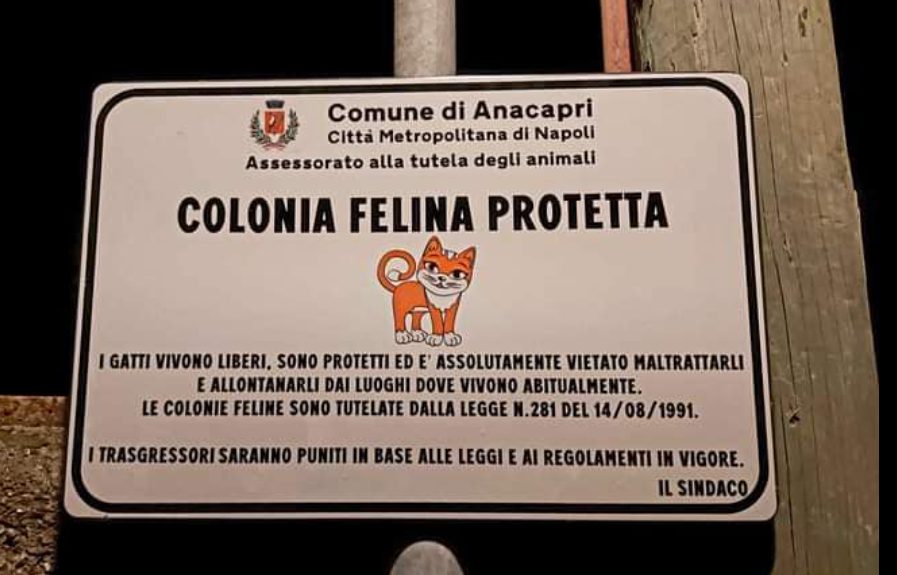 Comune di Anacapri
Città Metropolitana di Napoli
Assessorato alla tutela degli animali
COLONIA FELINA PROTETTA
I GATTI VIVONO LIBERI, SONO PROTETTI ED E' ASSOLUTAMENTE VIETATO MALTRATTARLI
E ALLONTANARLI DAI LUOGHI DOVE VIVONO ABITUALMENTE.
LE COLONIE FELINE SONO TUTELATE DALLA LEGGE N.281 DEL 14/08/1991.
I TRASGRESSORI SARANNO PUNITI IN BASE ALLE LEGGI E AI REGOLAMENTI IN VIGORE.
IL SINDACO